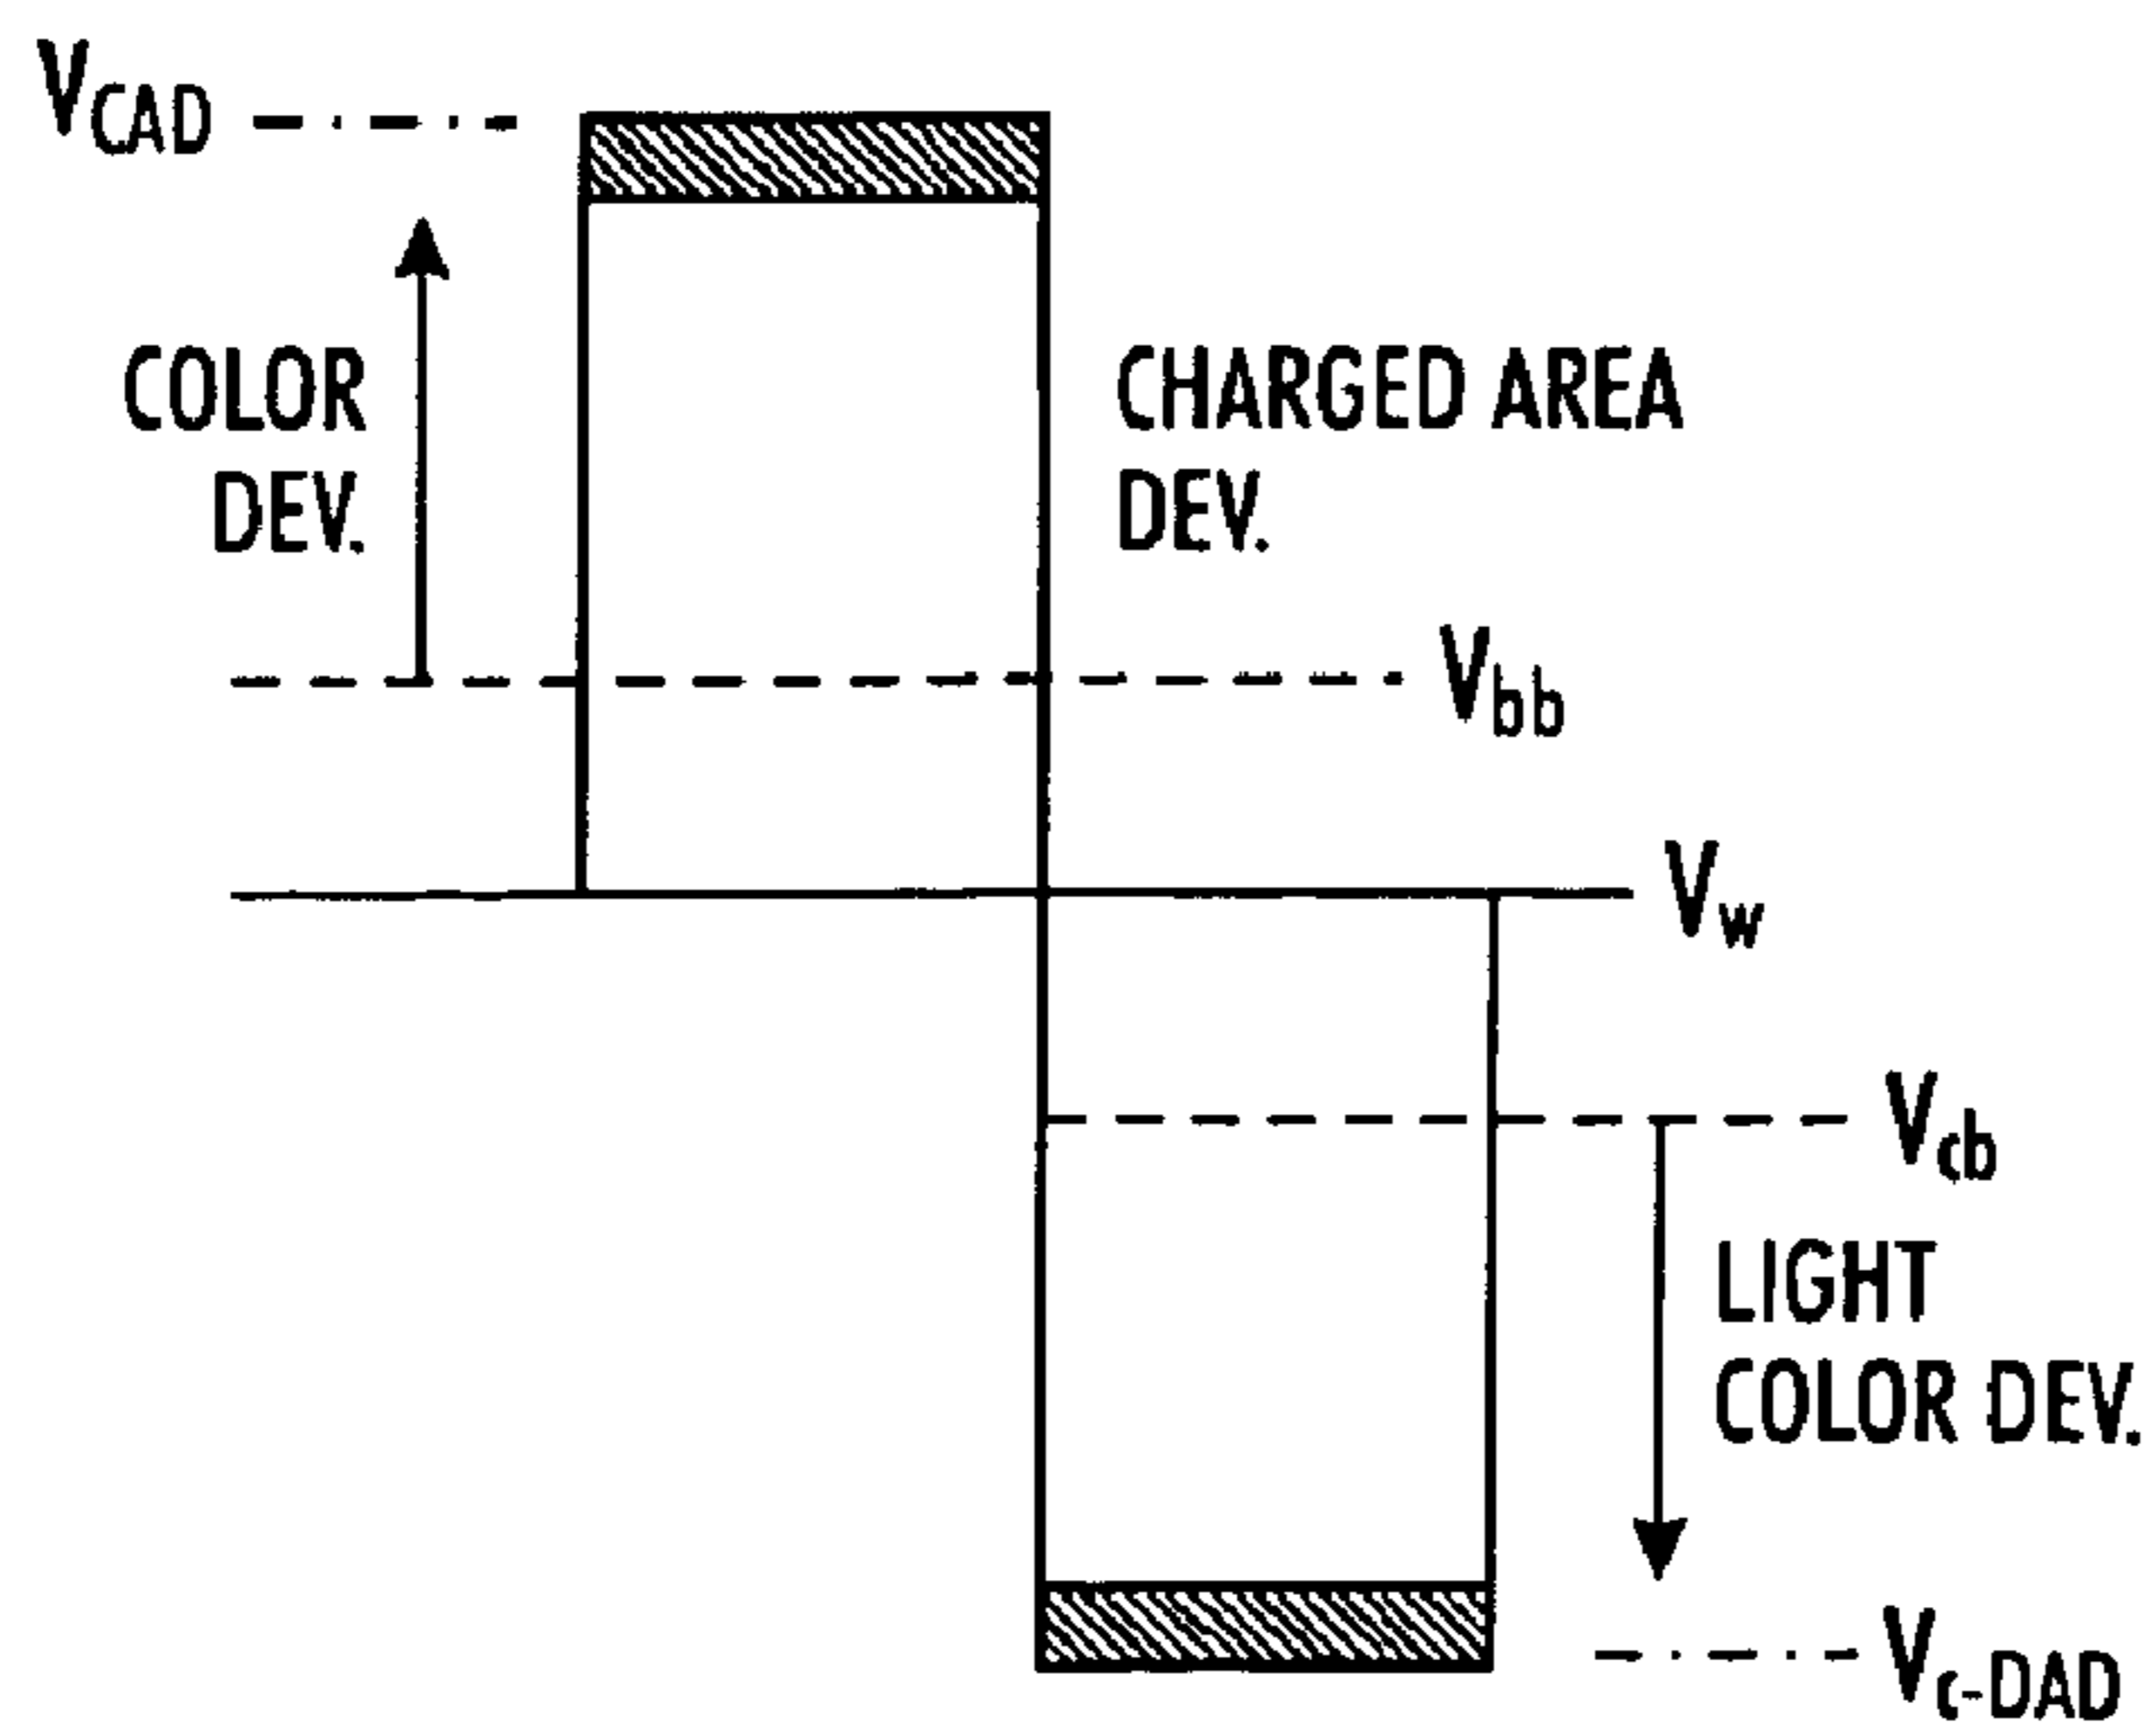 VCAD
COLOR
DEV.
CHARGED AREA
DEV.
Vbb
Vw
Vcb
LIGHT
COLOR DEV.
Vc-DAD